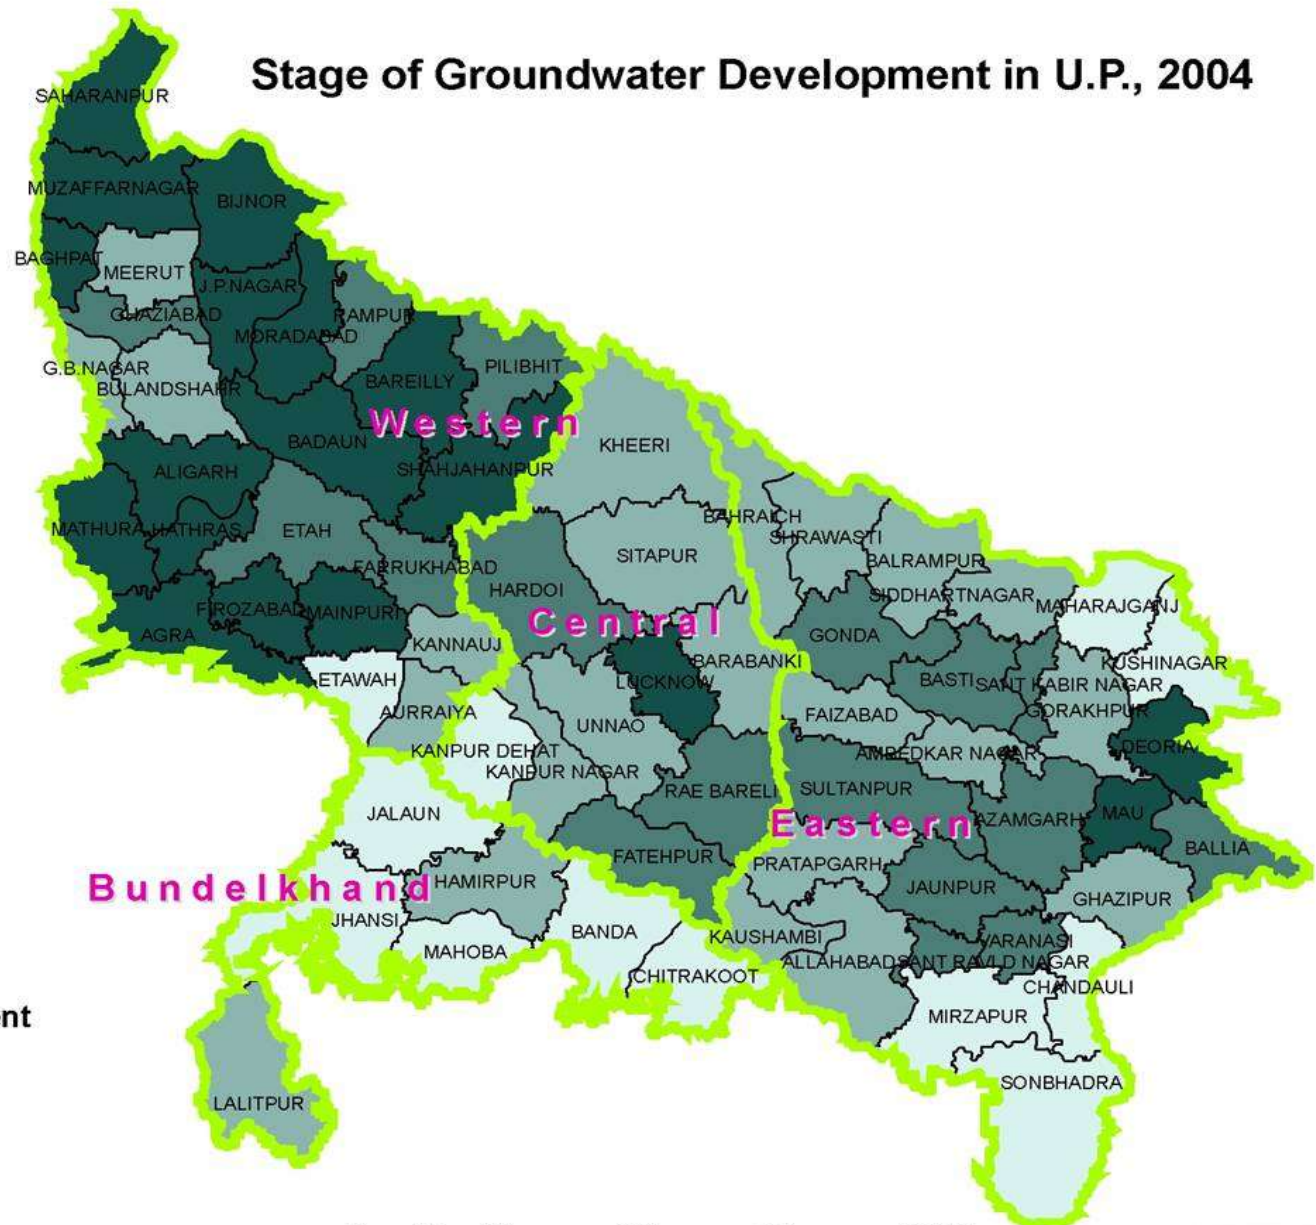 Stage of Groundwater Development in U.P., 2004
SAHARANPUR
MUZAFFARNAGAR
BIJNOR
BAGHPAT
MEERUT
J.P.NAGAR
GHAZIABAD
RAMPUR
MORADABAD
G.B.NAGAR
BULANDSHAHR
BAREILLY
PILIBHIT
Western
BADAUN
KHEERI
ALIGARH
SHAHJAHANPUR
MATHURA
HATHRAS
ETAH
BAHRAICH
SHRAWASTI
SITAPUR
BALRAMPUR
FARRUKHABAD
HARDOI
SIDDHARTNAGAR
MAHARAJGANJ
FIROZABAD
MAINPURI
AGRA
Central
GONDA
KANNAUJ
BARABANKI
KUSHINAGAR
ETAWAH
LUCKNOW
BASTI
SANT KABIR NAGAR
AURRAIYA
FAIZABAD
GORAKHPUR
UNNAO
KANPUR DEHAT
AMBEDKAR NAGAR
DEORIA
KANPUR NAGAR
RAE BARELI
SULTANPUR
JALAUN
Eastern
AZAMGARH
MAU
BALLIA
FATEHPUR
PRATAPGARH
Bundelkhand
HAMIRPUR
JAUNPUR
GHAZIPUR
JHANSI
BANDA
KAUSHAMBI
VARANASI
MAHOBA
ALLAHABAD
SANT RAVI.D NAGAR
CHITRAKOOT
CHANDAULI
nt
MIRZAPUR
SONBHADRA
LALITPUR